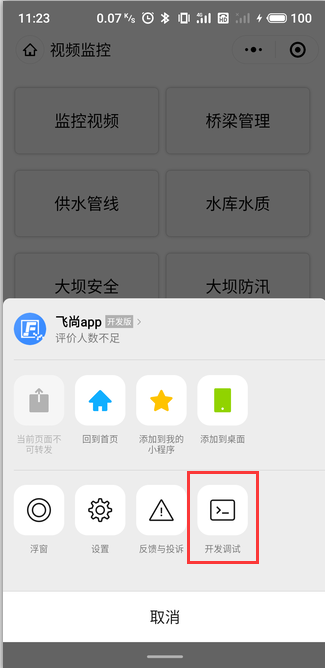 11:23 0.07 K/s 4G 100
视频监控
监控视频 桥梁管理
供水管线 水库水质
大坝安全 大坝防汛
飞尚app 开发版
评价人数不足
当前页面不可转发 回到首页 添加到我的小程序 添加到桌面
浮窗 设置 反馈与投诉 开发调试
取消